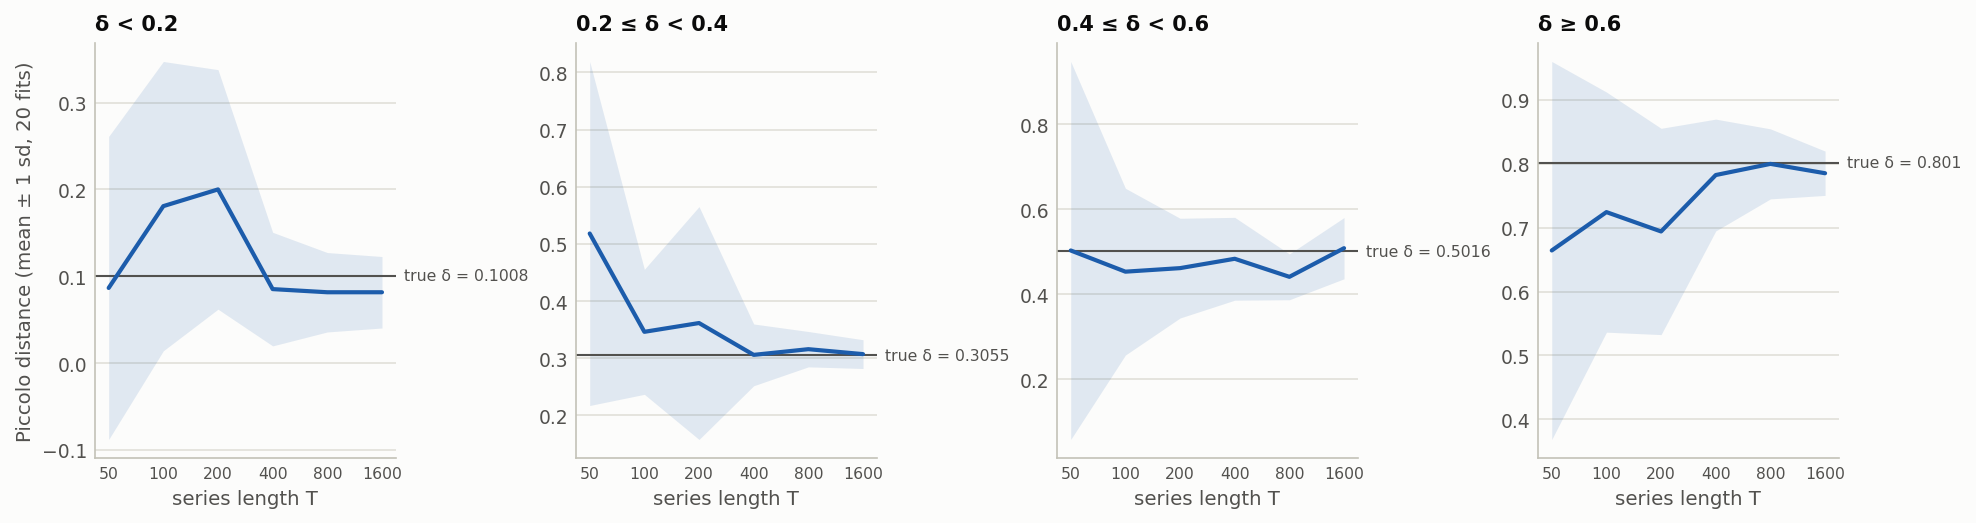 δ < 0.2
0.2 ≤ δ < 0.4
0.4 ≤ δ < 0.6
δ ≥ 0.6
Piccolo distance (mean ± 1 sd, 20 fits)
0.3
0.2
0.1
0.0
−0.1
true δ = 0.1008
50 100 200 400 800 1600
series length T
0.8
0.7
0.6
0.5
0.4
0.3
0.2
true δ = 0.3055
50 100 200 400 800 1600
series length T
0.8
0.6
0.4
0.2
true δ = 0.5016
50 100 200 400 800 1600
series length T
0.9
0.8
0.7
0.6
0.5
0.4
true δ = 0.801
50 100 200 400 800 1600
series length T